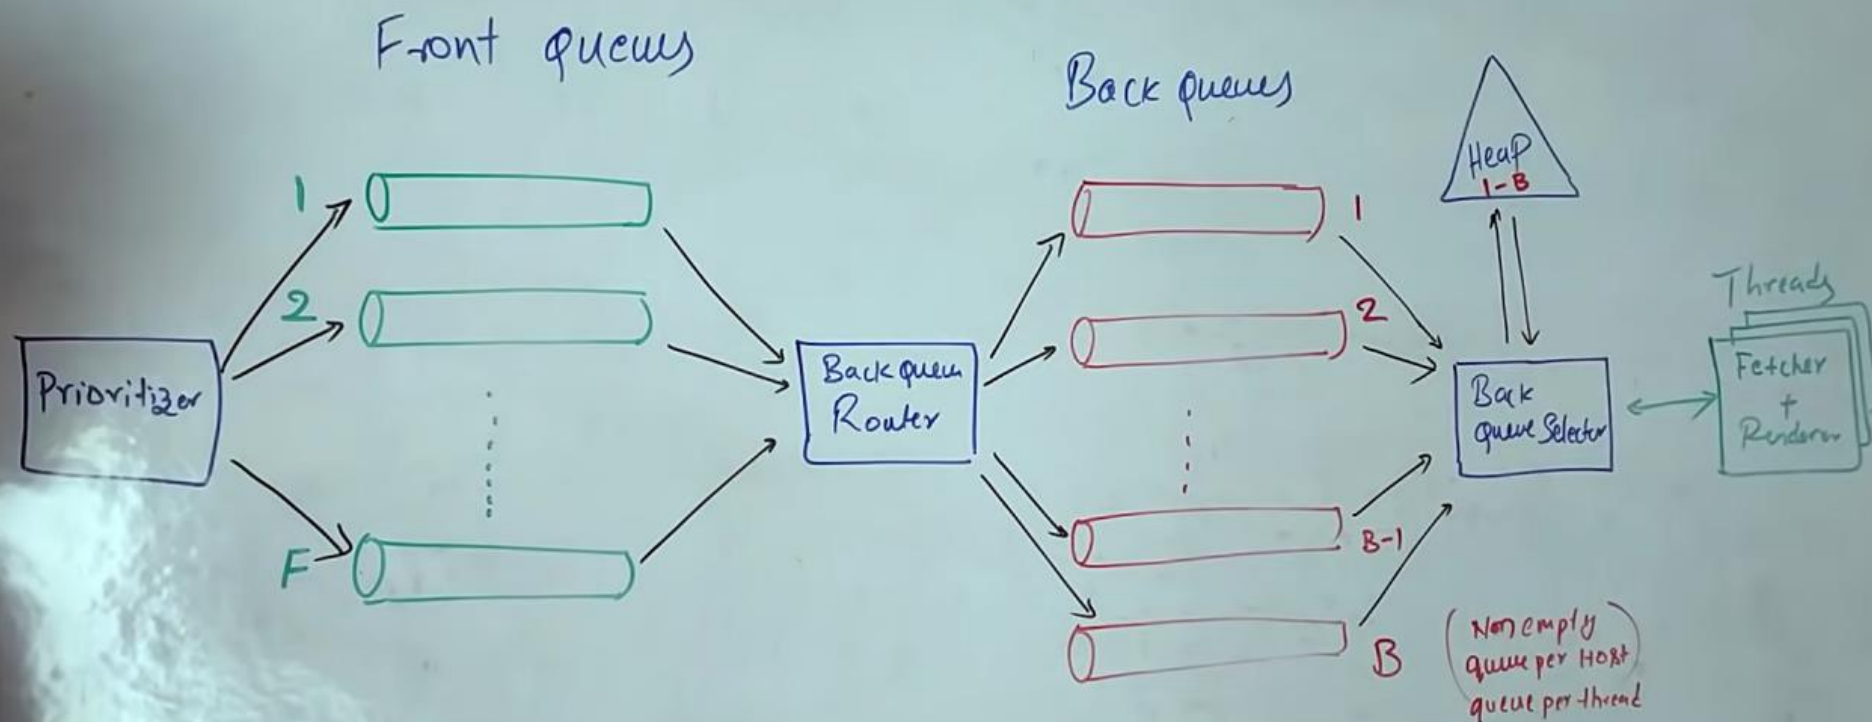 Front queues
Back queues
Heap
1-B
1
2
F
Prioritizer
Back queue
Router
1
2
B-1
B
Back
queue Selector
Threads
Fetcher
+
Renderer
Non empty
queue per Host
queue per thread